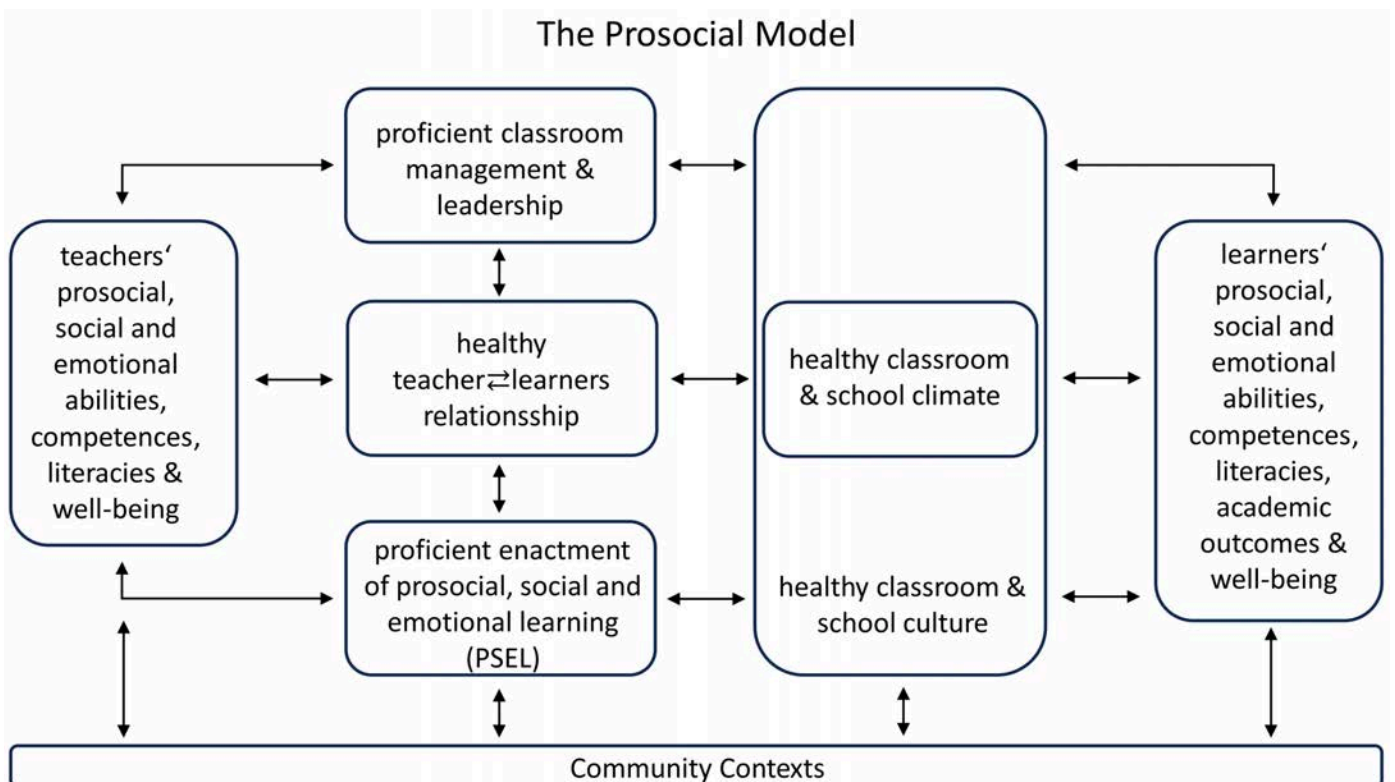 The Prosocial Model
proficient classroom
management &
leadership
teachers‘
prosocial,
social and
emotional
abilities,
competences,
literacies &
well-being
healthy
teacher⇄learners
relationsship
proficient enactment
of prosocial, social and
emotional learning
(PSEL)
healthy classroom
& school climate
healthy classroom &
school culture
learners‘
prosocial,
social and
emotional
abilities,
competences,
literacies,
academic
outcomes &
well-being
Community Contexts